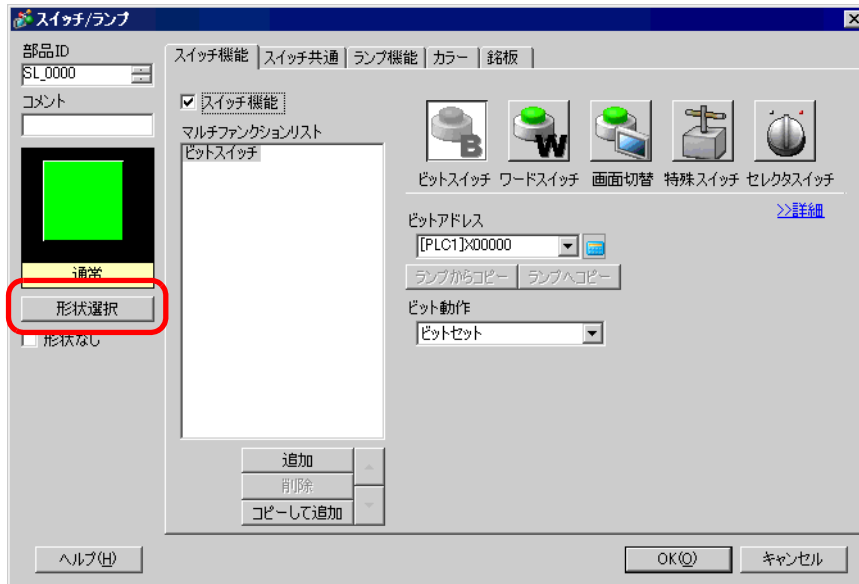 スイッチ/ランプ
部品ID
SL_0000
コメント
通常
形状選択
形状なし
スイッチ機能
スイッチ共通
ランプ機能
カラー
銘板
スイッチ機能
マルチファンクションリスト
ビットスイッチ
追加
削除
コピーして追加
B
W
ビットスイッチ
ワードスイッチ
画面切替
特殊スイッチ
セレクタスイッチ
>>詳細
ビットアドレス
[PLC1]X00000
ランプからコピー
ランプへコピー
ビット動作
ビットセット
ヘルプ(H)
OK(O)
キャンセル